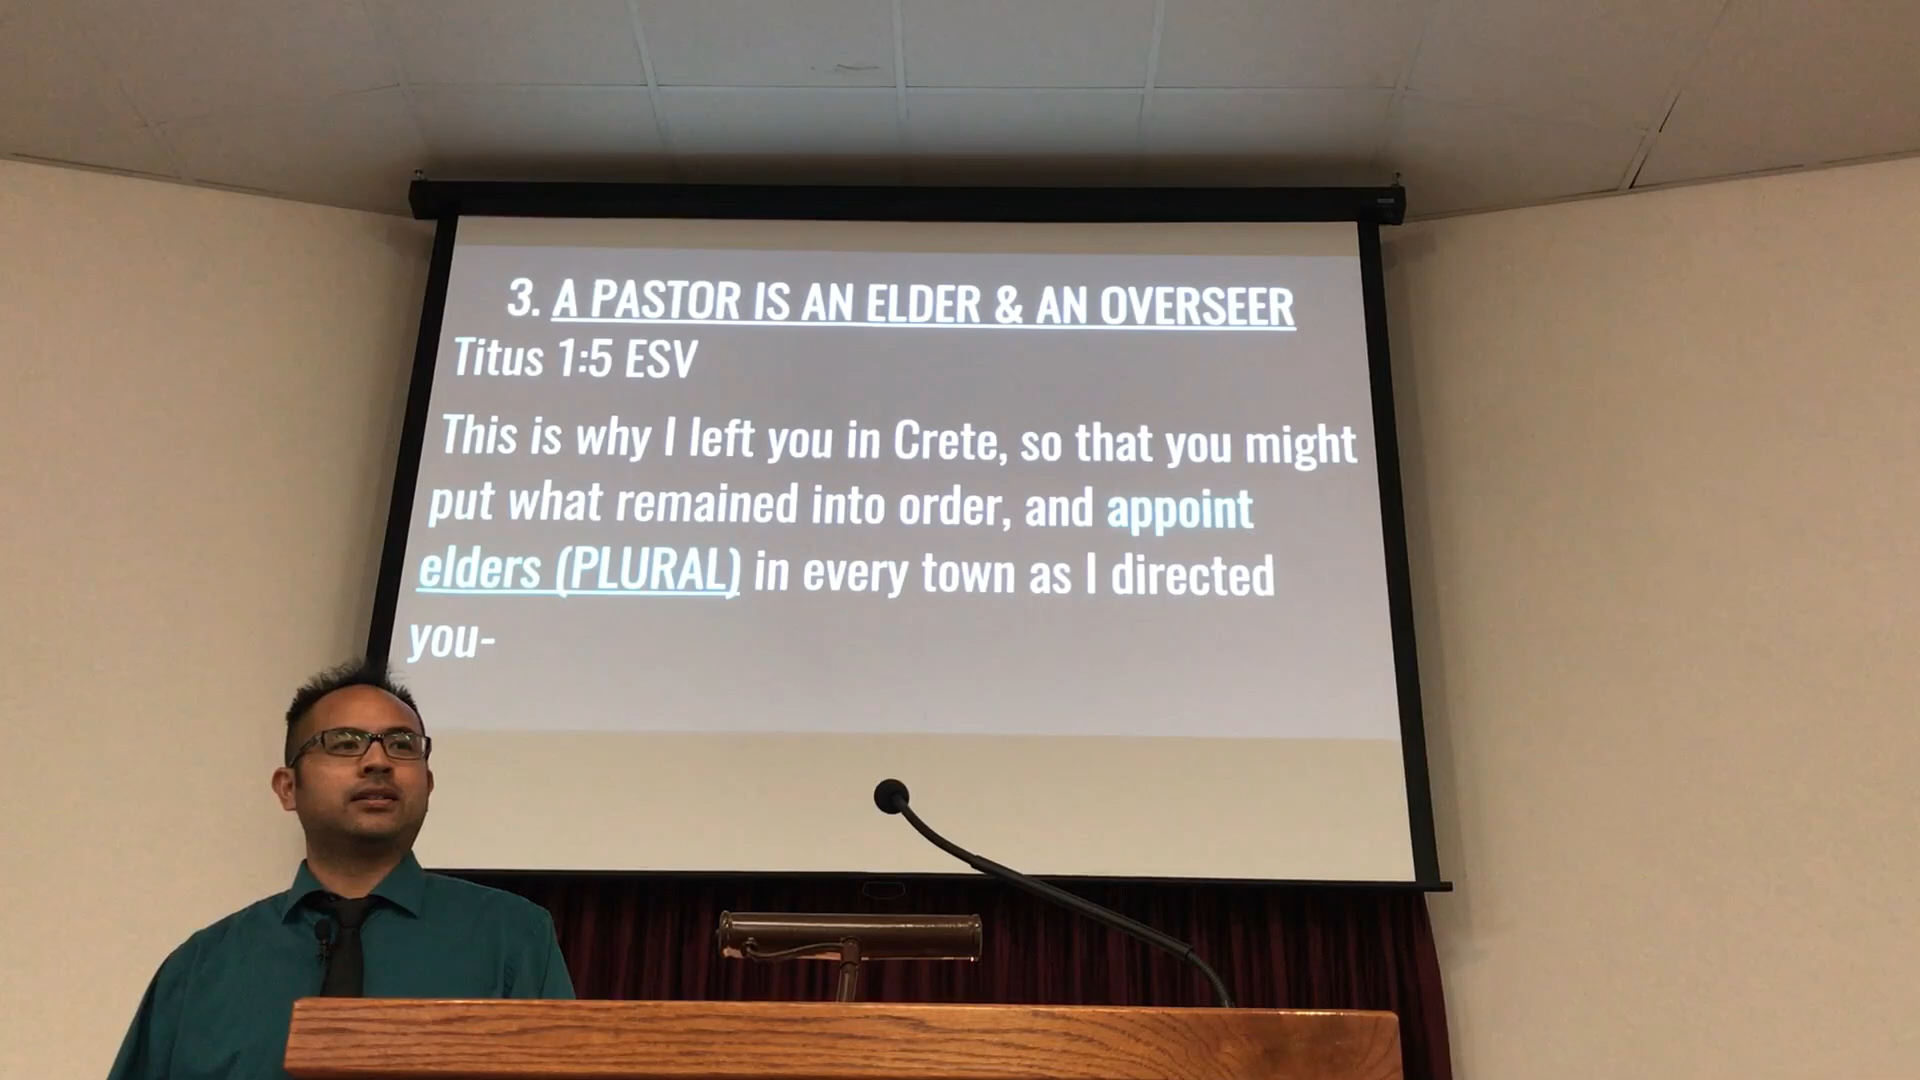 3. A PASTOR IS AN ELDER & AN OVERSEER
Titus 1:5 ESV
This is why I left you in Crete, so that you might
put what remained into order, and appoint
elders (PLURAL) in every town as I directed
you-